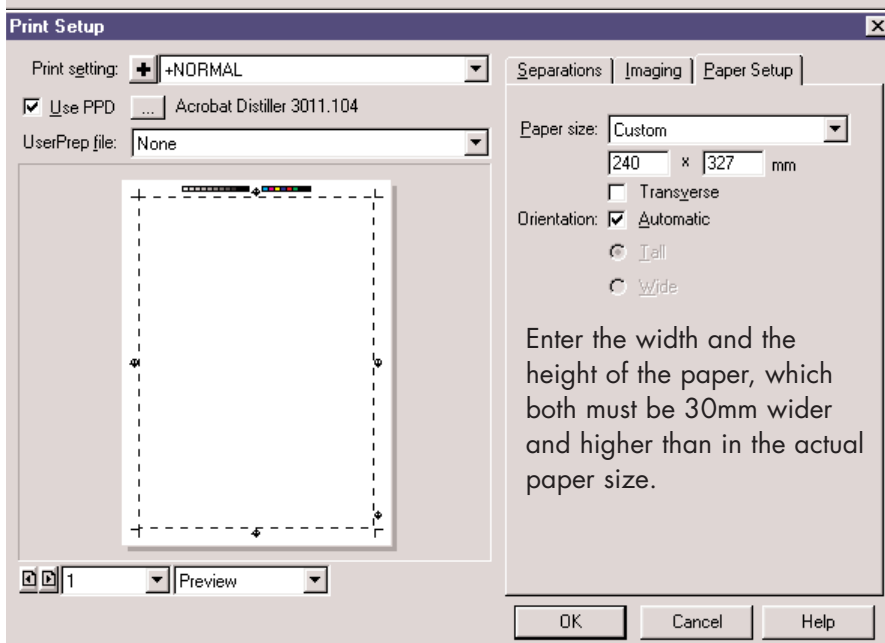 Print Setup
Print setting: +NORMAL
Use PPD ... Acrobat Distiller 3011.104
UserPrep file: None
1 Preview
Separations Imaging Paper Setup
Paper size: Custom
240 x 327 mm
Transverse
Orientation: Automatic
Tall
Wide
Enter the width and the
height of the paper, which
both must be 30mm wider
and higher than in the actual
paper size.
OK Cancel Help